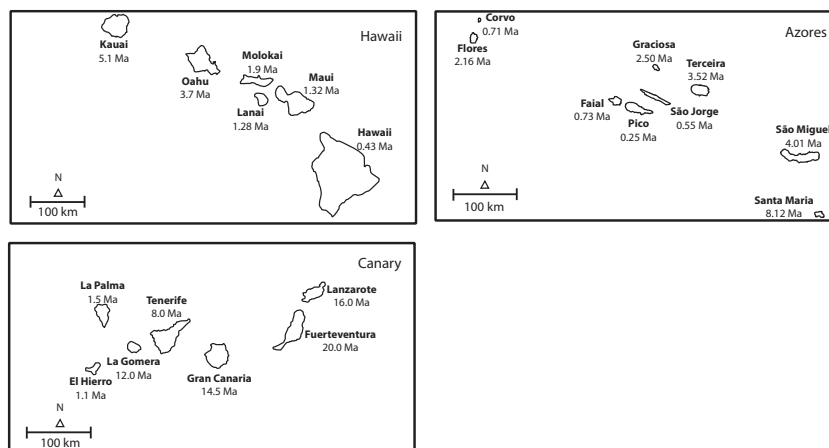 Hawaii
Kauai
5.1 Ma
Oahu
3.7 Ma
Molokai
1.9 Ma
Lanai
1.28 Ma
Maui
1.32 Ma
Hawaii
0.43 Ma
N
100 km
Azores
Corvo
0.71 Ma
Flores
2.16 Ma
Graciosa
2.50 Ma
Terceira
3.52 Ma
Faial
0.73 Ma
Pico
0.25 Ma
São Jorge
0.55 Ma
São Miguel
4.01 Ma
Santa Maria
8.12 Ma
N
100 km
Canary
La Palma
1.5 Ma
Tenerife
8.0 Ma
Lanzarote
16.0 Ma
Fuerteventura
20.0 Ma
La Gomera
12.0 Ma
El Hierro
1.1 Ma
Gran Canaria
14.5 Ma
N
100 km